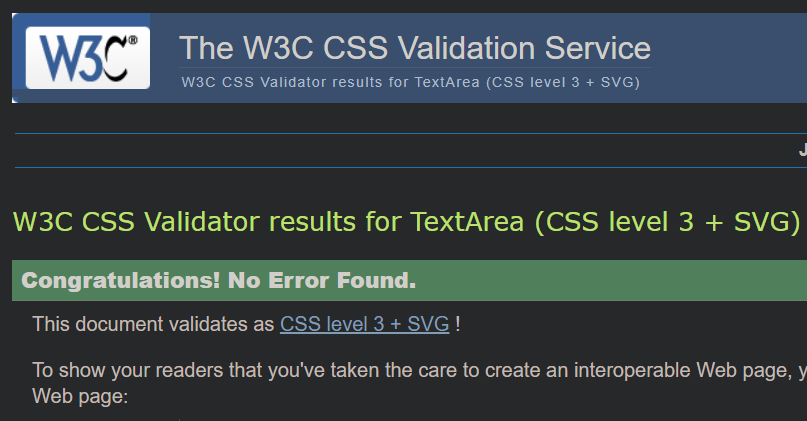 W3C®
The W3C CSS Validation Service
W3C CSS Validator results for TextArea (CSS level 3 + SVG)
J
W3C CSS Validator results for TextArea (CSS level 3 + SVG)
Congratulations! No Error Found.
This document validates as CSS level 3 + SVG !
To show your readers that you've taken the care to create an interoperable Web page, y
Web page: